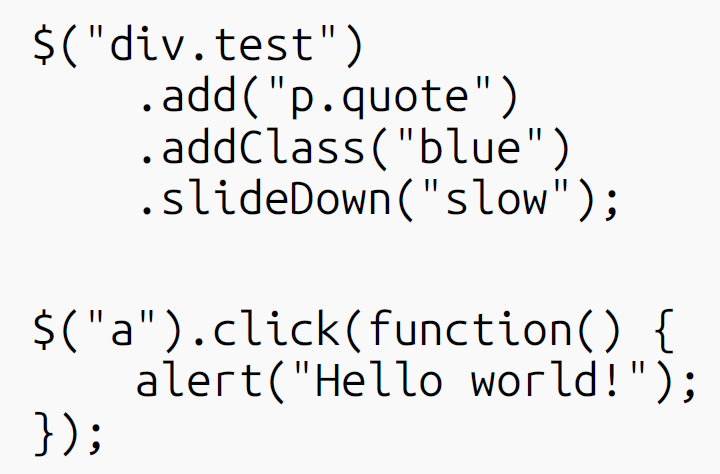 $("div.test")
    .add("p.quote")
    .addClass("blue")
    .slideDown("slow");

$("a").click(function() {
    alert("Hello world!");
});